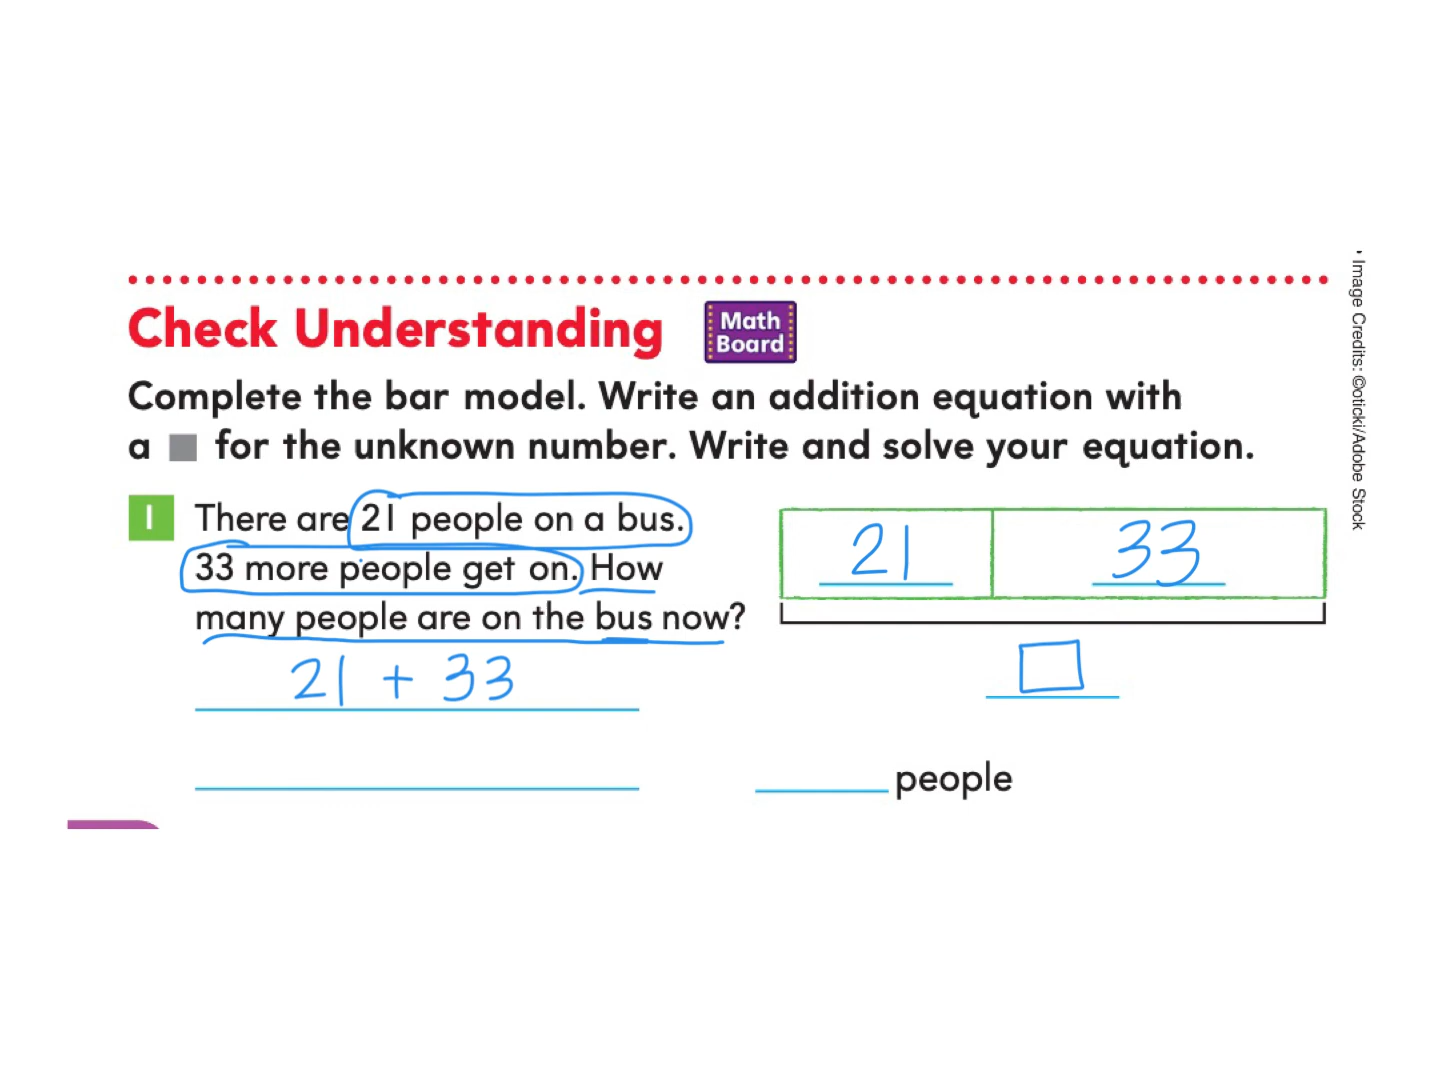 Check Understanding
Math
Board
Complete the bar model. Write an addition equation with
a ■ for the unknown number. Write and solve your equation.
1 There are 21 people on a bus.
33 more people get on. How
many people are on the bus now?
21 + 33
21 33
□
people
Image Credits: ©oticki/Adobe Stock